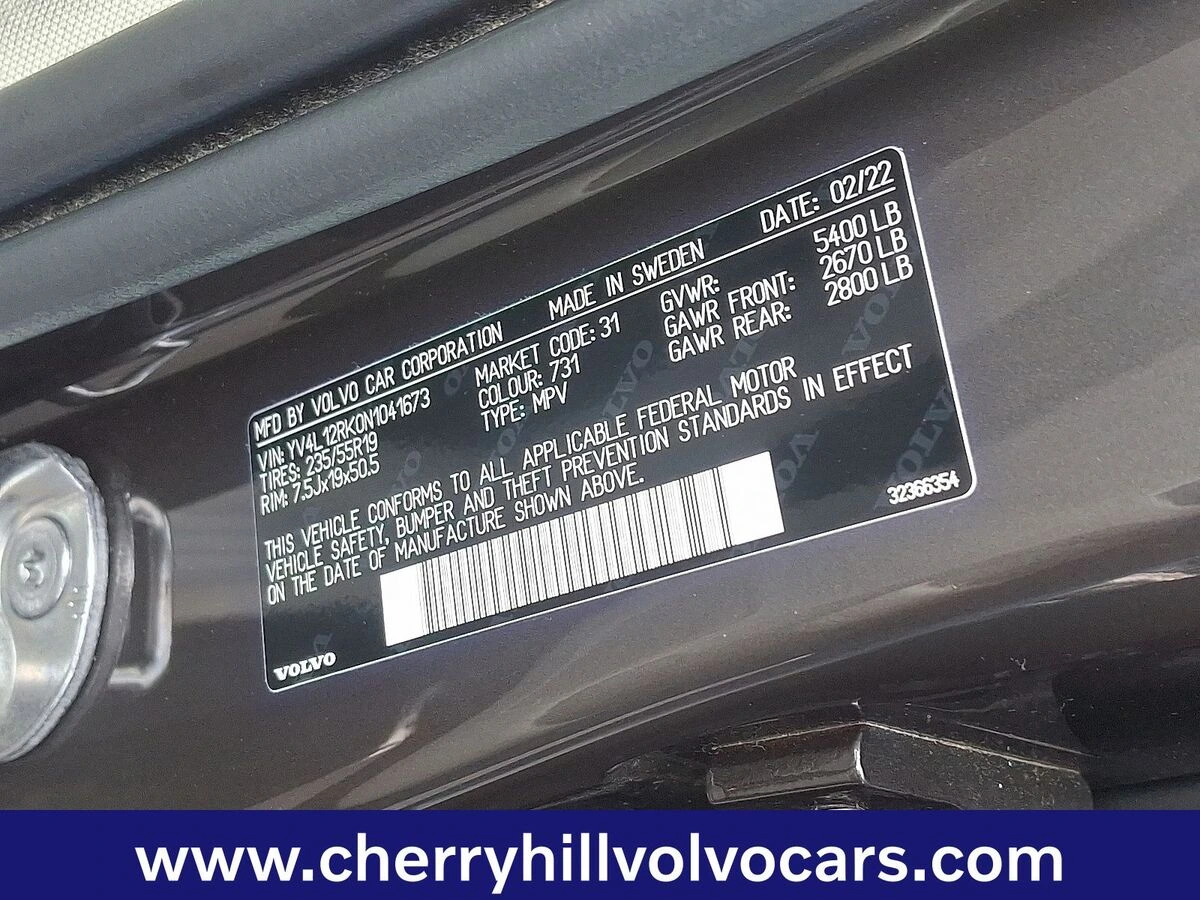 MFD BY VOLVO CAR CORPORATION MADE IN SWEDEN DATE: 02/22
VIN: YV4L12RK0N1041673 MARKET CODE: 31 GVWR: 5400 LB
TIRES: 235/55R19 COLOUR: 731 GAWR FRONT: 2670 LB
RIM: 7.5Jx19x50.5 TYPE: MPV GAWR REAR: 2800 LB
THIS VEHICLE CONFORMS TO ALL APPLICABLE FEDERAL MOTOR
VEHICLE SAFETY, BUMPER AND THEFT PREVENTION STANDARDS IN EFFECT
ON THE DATE OF MANUFACTURE SHOWN ABOVE.
32366354
VOLVO
www.cherryhillvolvocars.com